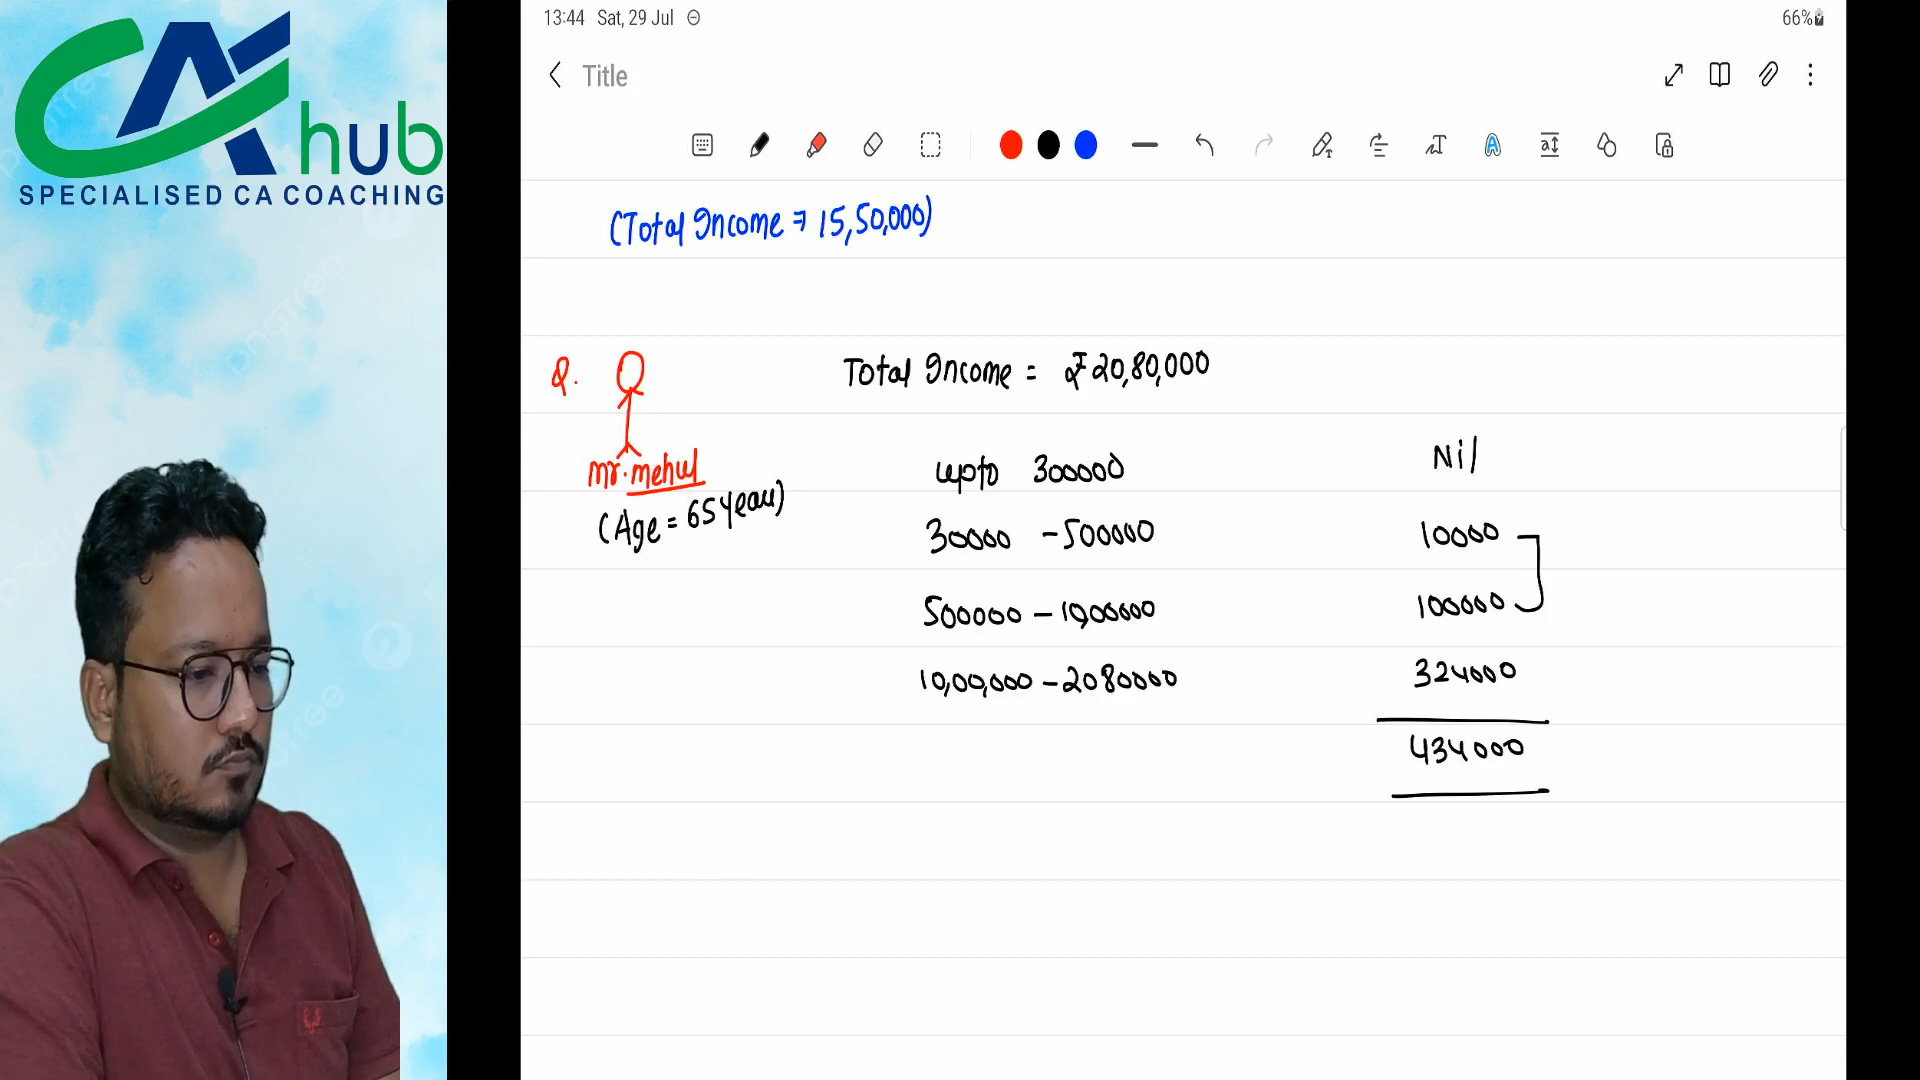 CA hub
SPECIALISED CA COACHING
13:44 Sat, 29 Jul
66%
Title
(Total Income = 15,50,000)
Q.
Total Income = ₹20,80,000
Mr. Mehul
(Age = 65 years)
upto 300000 Nil
30000 - 500000 10000
500000 - 1000000 100000
10,00,000 - 2080000 324000
434000